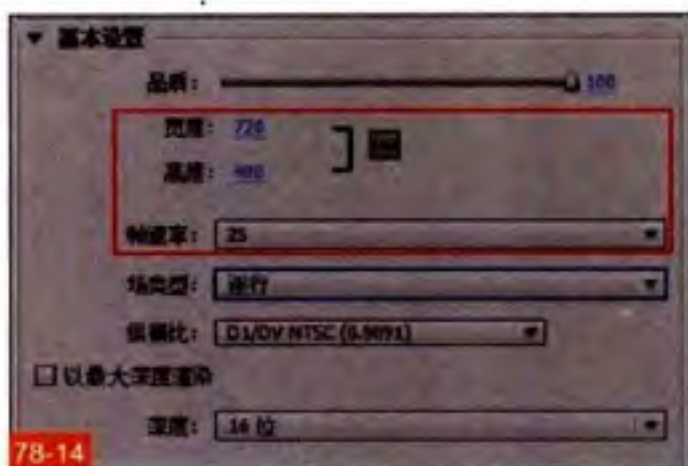 ▼ 基本设置
品质： 100
宽度： 720
高度： 480
帧速率： 25
场类型： 逐行
纵横比： D1/DV NTSC (0.9091)
以最大深度渲染
深度： 16 位
78-14